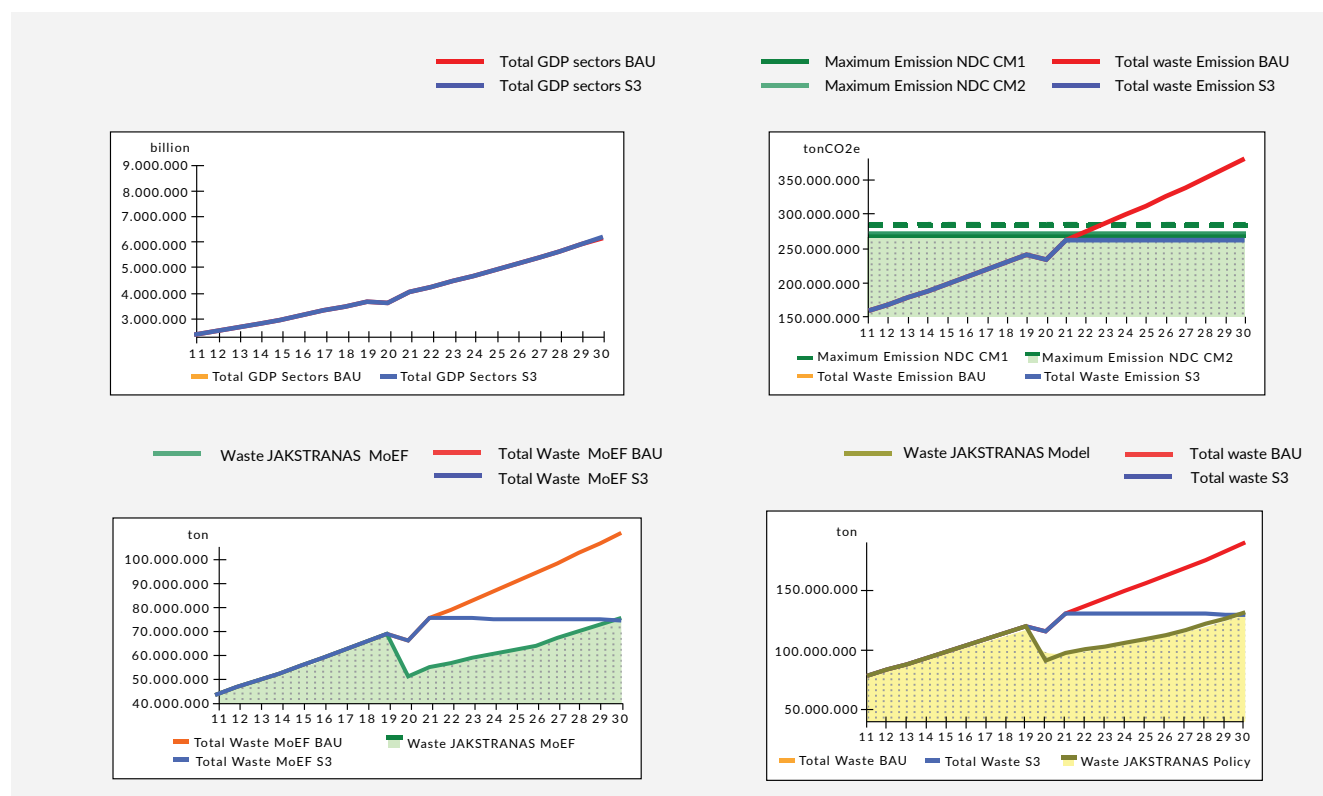 Total GDP sectors BAU
Total GDP sectors S3
billion
9.000.000
8.000.000
7.000.000
6.000.000
5.000.000
4.000.000
3.000.000
11 12 13 14 15 16 17 18 19 20 21 22 23 24 25 26 27 28 29 30
Total GDP Sectors BAU Total GDP Sectors S3
Maximum Emission NDC CM1 Total waste Emission BAU
Maximum Emission NDC CM2 Total waste Emission S3
tonCO2e
350.000.000
300.000.000
250.000.000
200.000.000
150.000.000
11 12 13 14 15 16 17 18 19 20 21 22 23 24 25 26 27 28 29 30
Maximum Emission NDC CM1 Maximum Emission NDC CM2
Total Waste Emission BAU Total Waste Emission S3
Waste JAKSTRANAS MoEF Total Waste MoEF BAU
Total Waste MoEF S3
ton
100.000.000
90.000.000
80.000.000
70.000.000
60.000.000
50.000.000
40.000.000
11 12 13 14 15 16 17 18 19 20 21 22 23 24 25 26 27 28 29 30
Total Waste MoEF BAU Waste JAKSTRANAS MoEF
Total Waste MoEF S3
Waste JAKSTRANAS Model Total waste BAU
Total waste S3
ton
150.000.000
100.000.000
50.000.000
11 12 13 14 15 16 17 18 19 20 21 22 23 24 25 26 27 28 29 30
Total Waste BAU Total Waste S3 Waste JAKSTRANAS Policy